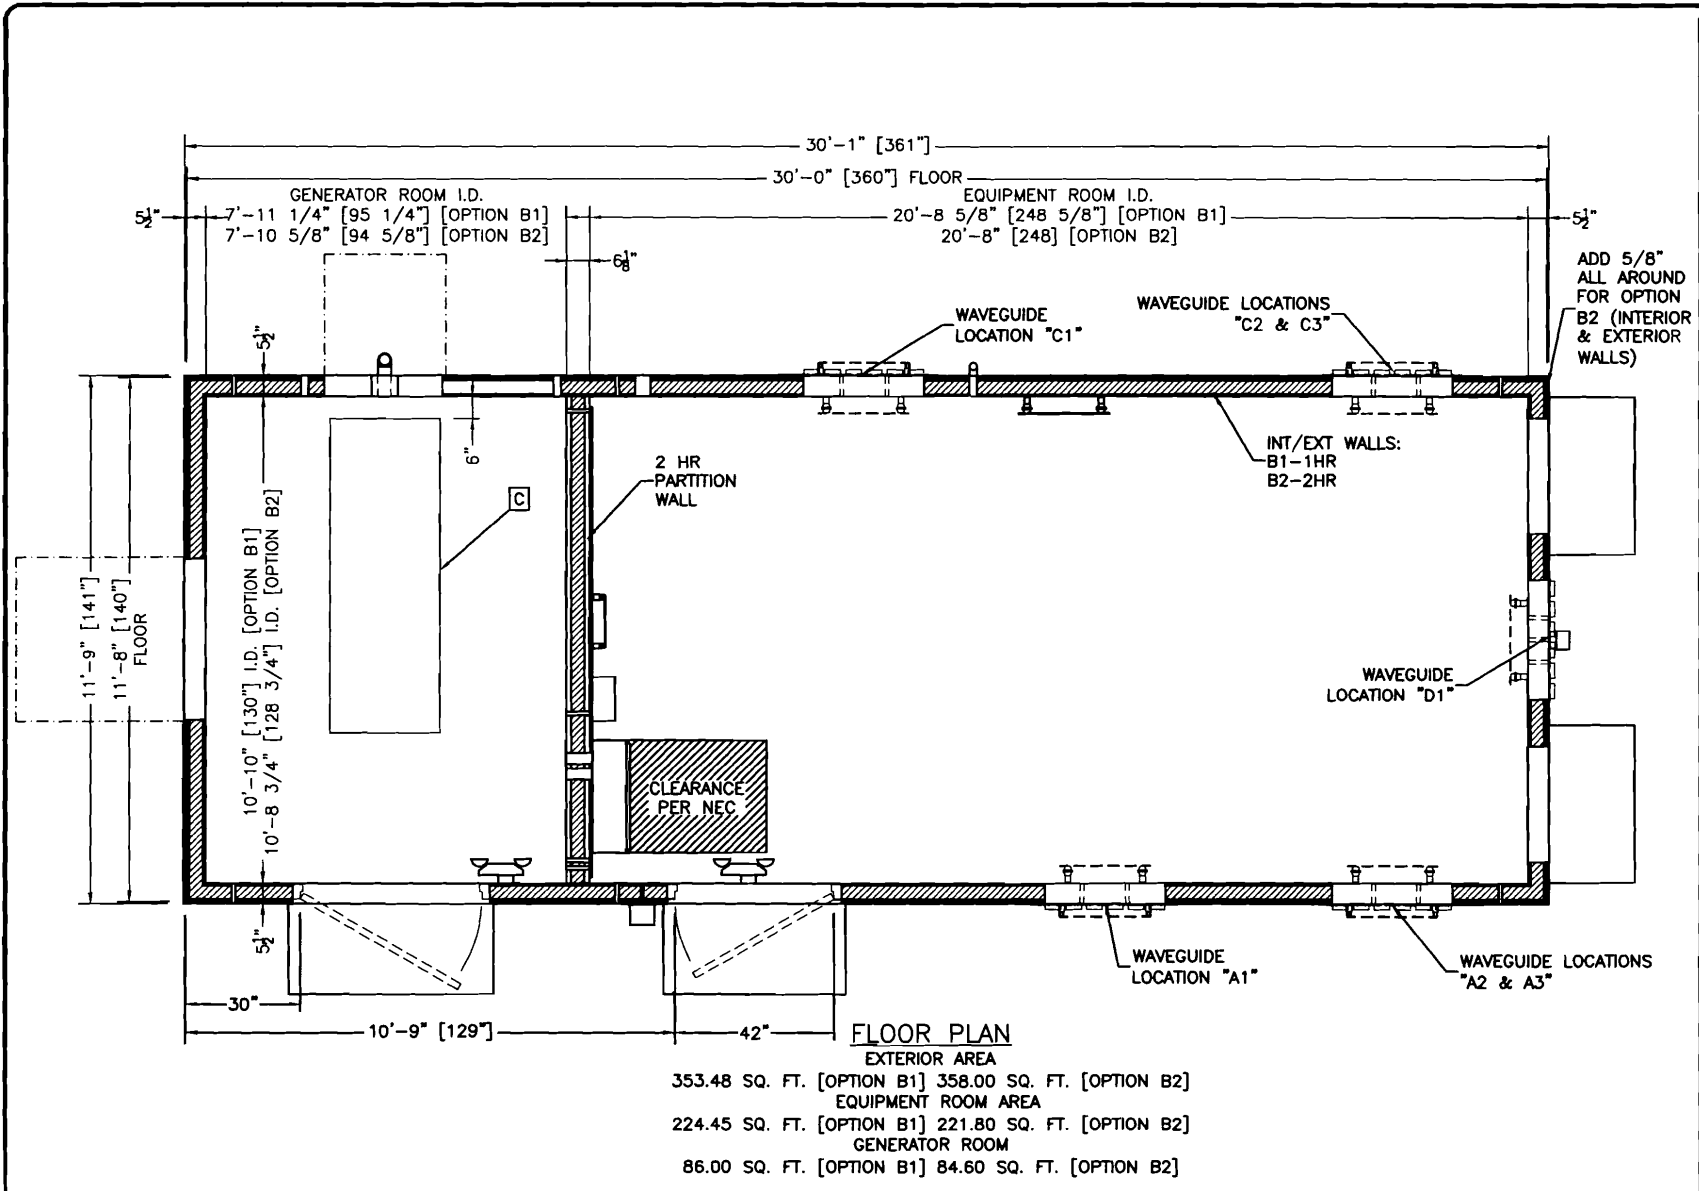 30'-1" [361"]
30'-0" [360"] FLOOR
GENERATOR ROOM I.D.
7'-11 1/4" [95 1/4"] [OPTION B1]
7'-10 5/8" [94 5/8"] [OPTION B2]
5½"
EQUIPMENT ROOM I.D.
20'-8 5/8" [248 5/8"] [OPTION B1]
20'-8" [248] [OPTION B2]
5½"
6⅛"
ADD 5/8"
ALL AROUND
FOR OPTION
B2 (INTERIOR
& EXTERIOR
WALLS)
WAVEGUIDE
LOCATION "C1"
WAVEGUIDE LOCATIONS
"C2 & C3"
5½"
6"
2 HR
PARTITION
WALL
INT/EXT WALLS:
B1-1HR
B2-2HR
C
11'-9" [141"]
11'-8" [140"]
FLOOR
10'-10" [130"] I.D. [OPTION B1]
10'-8 3/4" [128 3/4"] I.D. [OPTION B2]
WAVEGUIDE
LOCATION "D1"
CLEARANCE
PER NEC
5½"
WAVEGUIDE
LOCATION "A1"
WAVEGUIDE LOCATIONS
"A2 & A3"
30"
10'-9" [129"]
42"
FLOOR PLAN
EXTERIOR AREA
353.48 SQ. FT. [OPTION B1] 358.00 SQ. FT. [OPTION B2]
EQUIPMENT ROOM AREA
224.45 SQ. FT. [OPTION B1] 221.80 SQ. FT. [OPTION B2]
GENERATOR ROOM
86.00 SQ. FT. [OPTION B1] 84.60 SQ. FT. [OPTION B2]